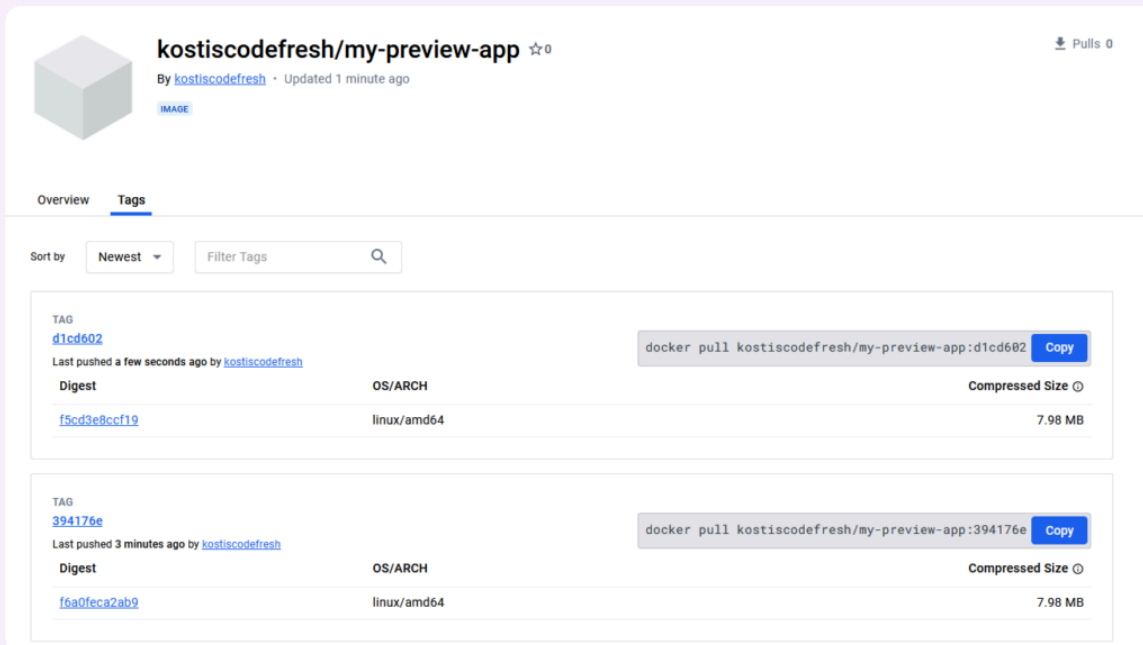 kostiscodefresh/my-preview-app ☆0
Pulls 0
By kostiscodefresh · Updated 1 minute ago
IMAGE
Overview Tags
Sort by Newest Filter Tags
TAG
d1cd602
docker pull kostiscodefresh/my-preview-app:d1cd602 Copy
Last pushed a few seconds ago by kostiscodefresh
Digest OS/ARCH Compressed Size
f5cd3e8ccf19 linux/amd64 7.98 MB
TAG
394176e
docker pull kostiscodefresh/my-preview-app:394176e Copy
Last pushed 3 minutes ago by kostiscodefresh
Digest OS/ARCH Compressed Size
f6a0feca2ab9 linux/amd64 7.98 MB